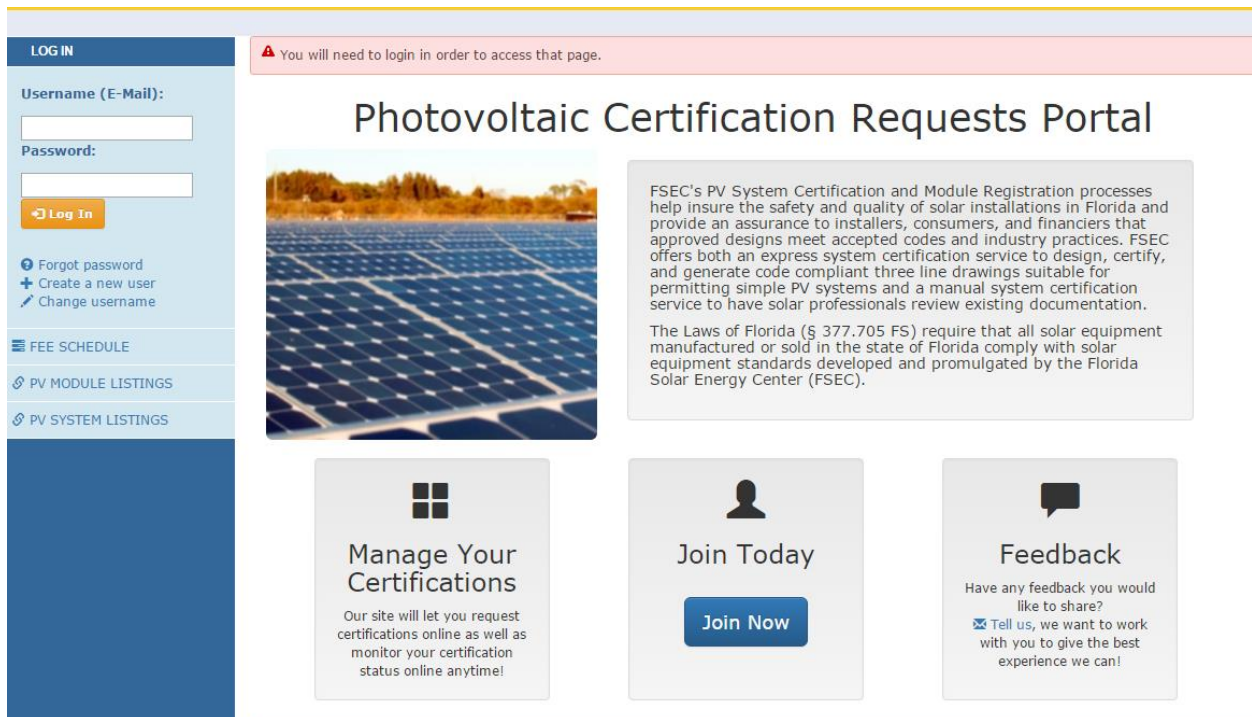 LOG IN
Username (E-Mail):
Password:
Log In
Forgot password
Create a new user
Change username
FEE SCHEDULE
PV MODULE LISTINGS
PV SYSTEM LISTINGS
You will need to login in order to access that page.
Photovoltaic Certification Requests Portal
FSEC's PV System Certification and Module Registration processes
help insure the safety and quality of solar installations in Florida and
provide an assurance to installers, consumers, and financiers that
approved designs meet accepted codes and industry practices. FSEC
offers both an express system certification service to design, certify,
and generate code compliant three line drawings suitable for
permitting simple PV systems and a manual system certification
service to have solar professionals review existing documentation.
The Laws of Florida (§ 377.705 FS) require that all solar equipment
manufactured or sold in the state of Florida comply with solar
equipment standards developed and promulgated by the Florida
Solar Energy Center (FSEC).
Manage Your
Certifications
Our site will let you request
certifications online as well as
monitor your certification
status online anytime!
Join Today
Join Now
Feedback
Have any feedback you would
like to share?
Tell us, we want to work
with you to give the best
experience we can!